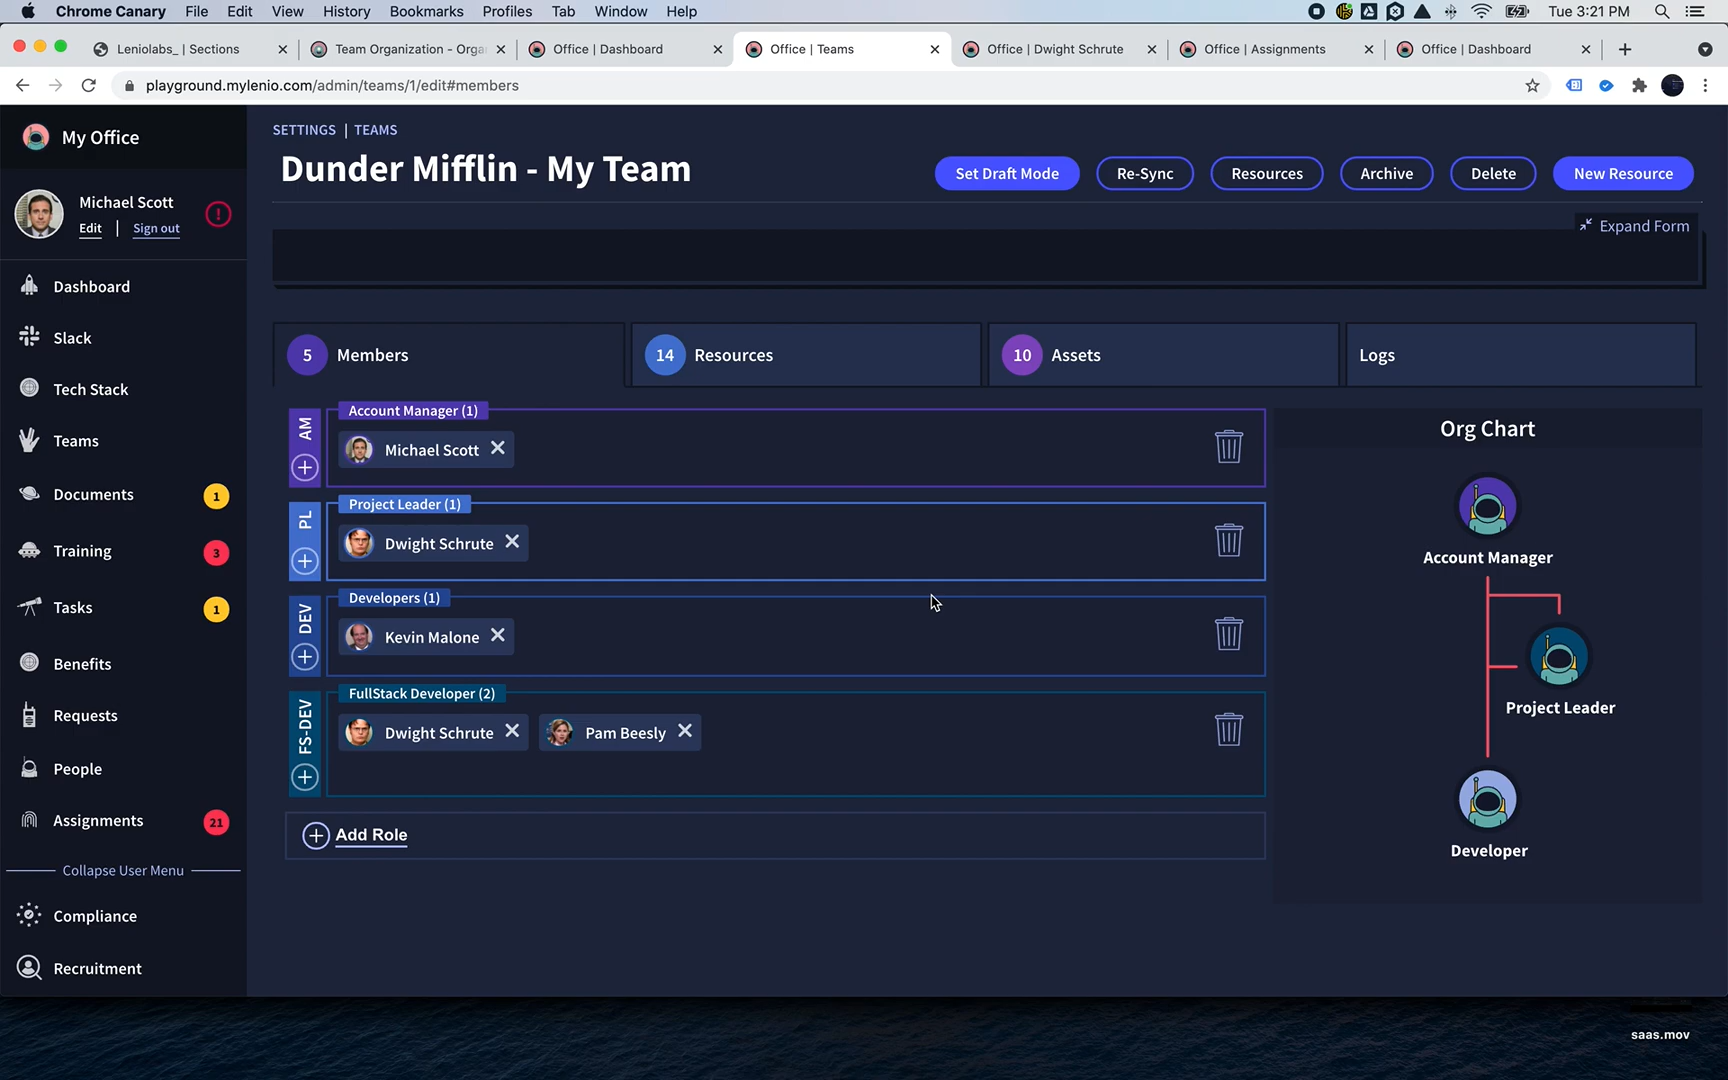 Chrome Canary File Edit View History Bookmarks Profiles Tab Window Help Tue 3:21 PM
Leniolabs_ | Sections
Team Organization - Orga
Office | Dashboard
Office | Teams
Office | Dwight Schrute
Office | Assignments
Office | Dashboard
playground.mylenio.com/admin/teams/1/edit#members
My Office
Michael Scott
Edit | Sign out
!
Dashboard
Slack
Tech Stack
Teams
Documents 1
Training 3
Tasks 1
Benefits
Requests
People
Assignments 21
Collapse User Menu
Compliance
Recruitment
SETTINGS | TEAMS
Dunder Mifflin - My Team
Set Draft Mode
Re-Sync
Resources
Archive
Delete
New Resource
Expand Form
5 Members
14 Resources
10 Assets
Logs
AM
Account Manager (1)
Michael Scott
PL
Project Leader (1)
Dwight Schrute
DEV
Developers (1)
Kevin Malone
FS-DEV
FullStack Developer (2)
Dwight Schrute
Pam Beesly
Add Role
Org Chart
Account Manager
Project Leader
Developer
saas.mov